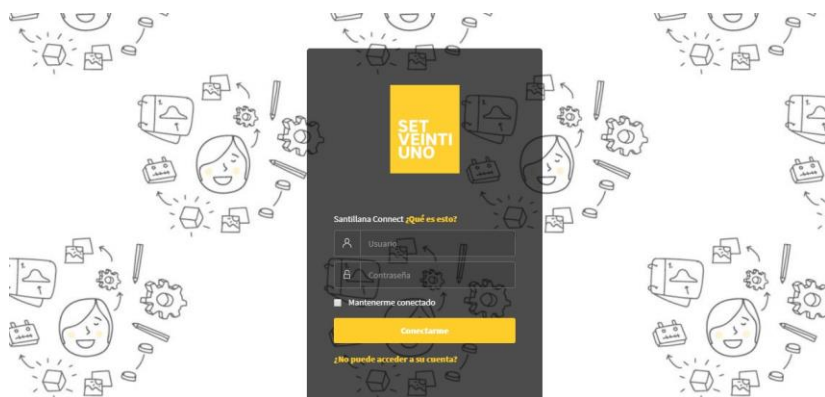 SET
VEINTI
UNO
Santillana Connect ¿Qué es esto?
Usuario
Contraseña
Mantenerme conectado
Conectarme
¿No puede acceder a su cuenta?